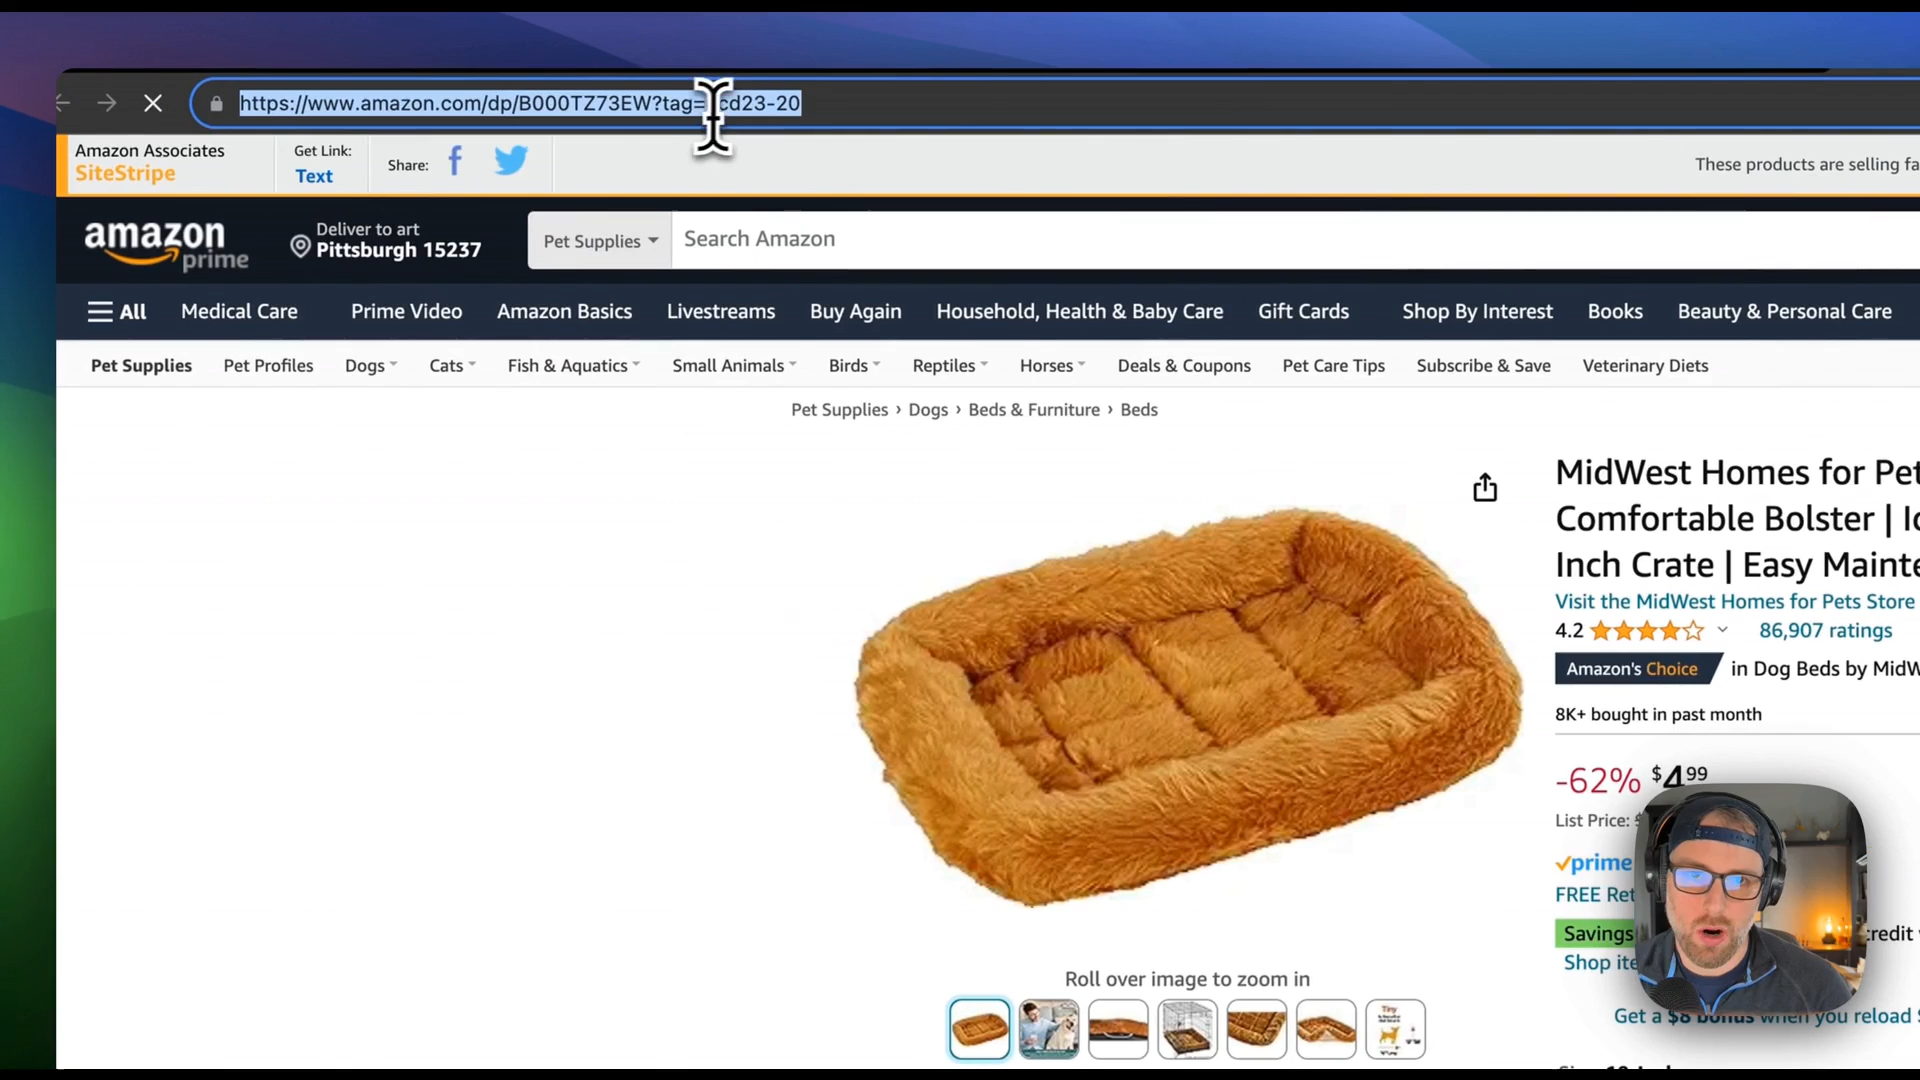 https://www.amazon.com/dp/B000TZ73EW?tag= cd23-20
Amazon Associates
SiteStripe
Get Link:
Text
Share:
These products are selling fa
amazon
prime
Deliver to art
Pittsburgh 15237
Pet Supplies
Search Amazon
All
Medical Care
Prime Video
Amazon Basics
Livestreams
Buy Again
Household, Health & Baby Care
Gift Cards
Shop By Interest
Books
Beauty & Personal Care
Pet Supplies
Pet Profiles
Dogs
Cats
Fish & Aquatics
Small Animals
Birds
Reptiles
Horses
Deals & Coupons
Pet Care Tips
Subscribe & Save
Veterinary Diets
Pet Supplies › Dogs › Beds & Furniture › Beds
MidWest Homes for Pet
Comfortable Bolster | Ic
Inch Crate | Easy Mainte
Visit the MidWest Homes for Pets Store
4.2
86,907 ratings
Amazon's Choice
in Dog Beds by MidW
8K+ bought in past month
-62% $4.99
List Price:
prime
FREE Ret
Savings
credit
Shop ite
Get a $8 bonus when you reload
Roll over image to zoom in
Tiny